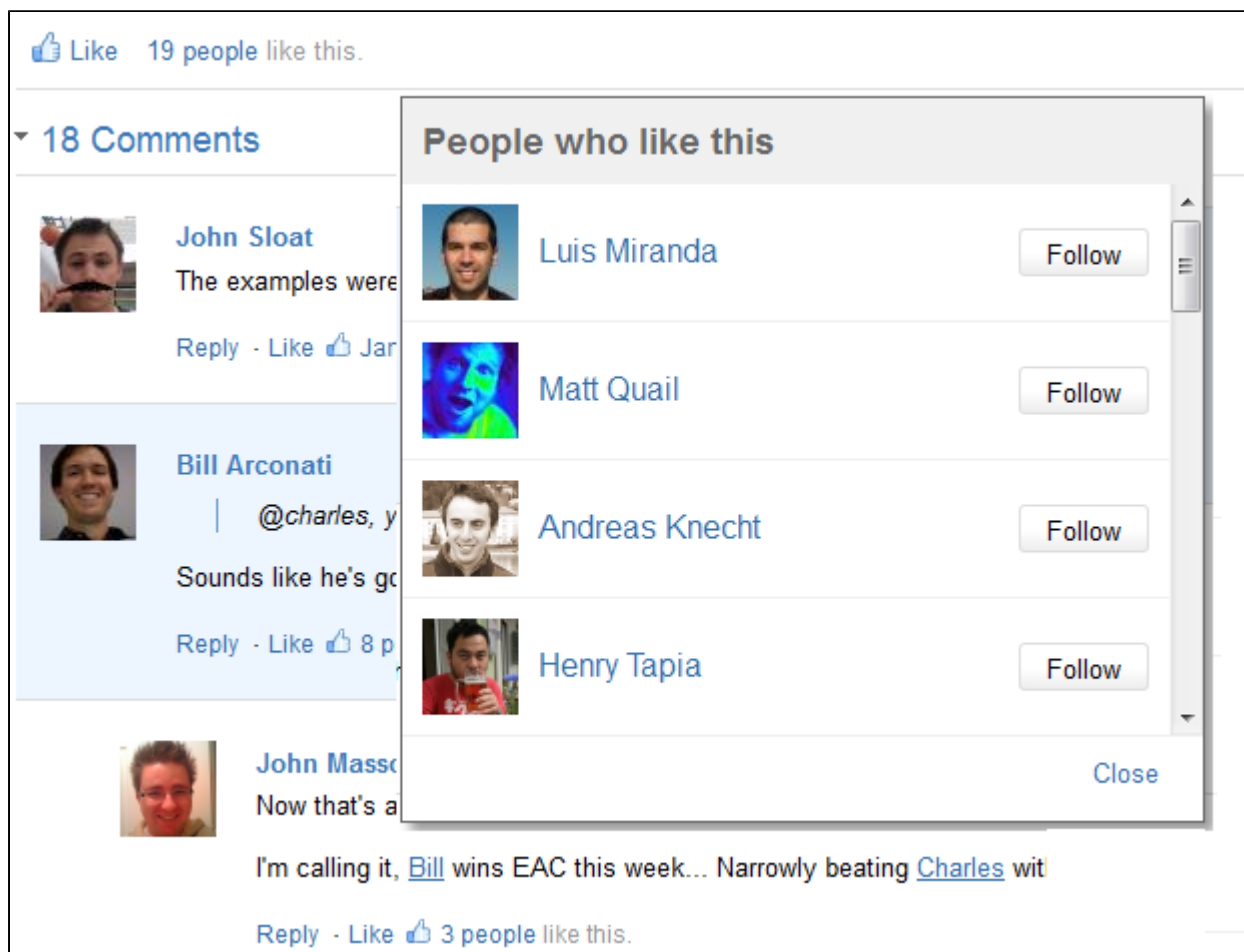 Like 19 people like this.
18 Comments
John Sloat
The examples were
Reply - Like Jan
Bill Arconati
@charles, y
Sounds like he's go
Reply - Like 8 p
John Masso
Now that's a
I'm calling it, Bill wins EAC this week... Narrowly beating Charles wit
Reply - Like 3 people like this.
People who like this
Luis Miranda Follow
Matt Quail Follow
Andreas Knecht Follow
Henry Tapia Follow
Close